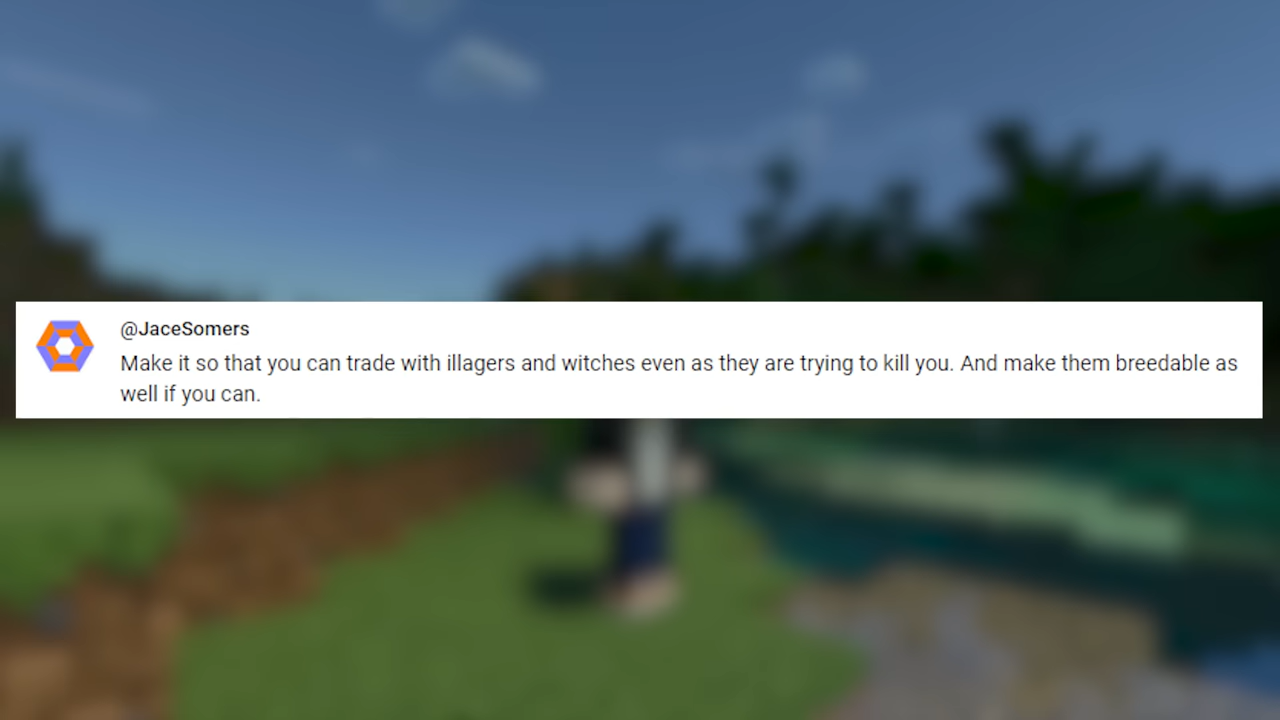 @JaceSomers
Make it so that you can trade with illagers and witches even as they are trying to kill you. And make them breedable as
well if you can.